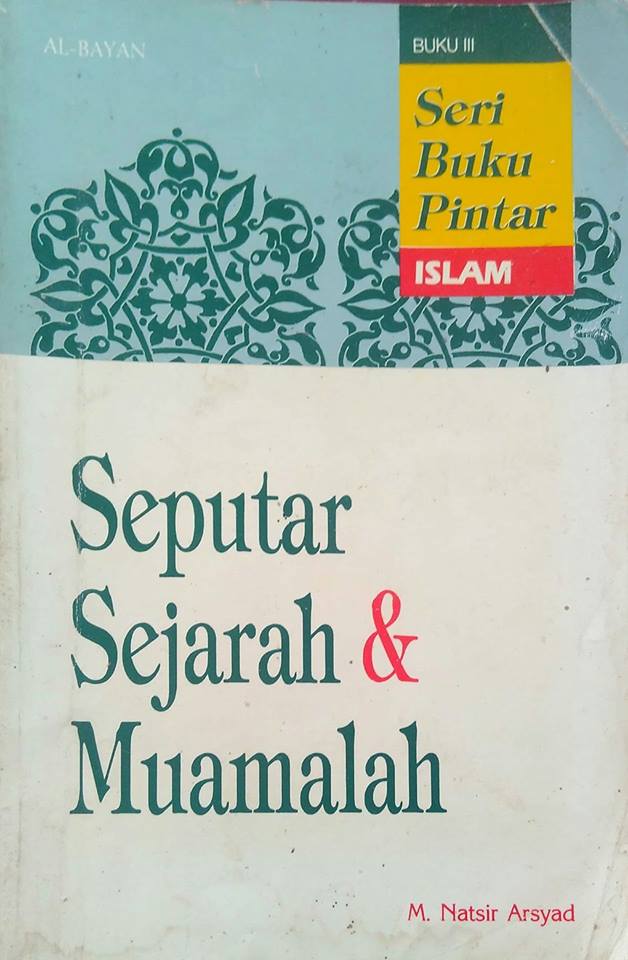 AL-BAYAN
BUKU III
Seri
Buku
Pintar
ISLAM
Seputar
Sejarah &
Muamalah
M. Natsir Arsyad